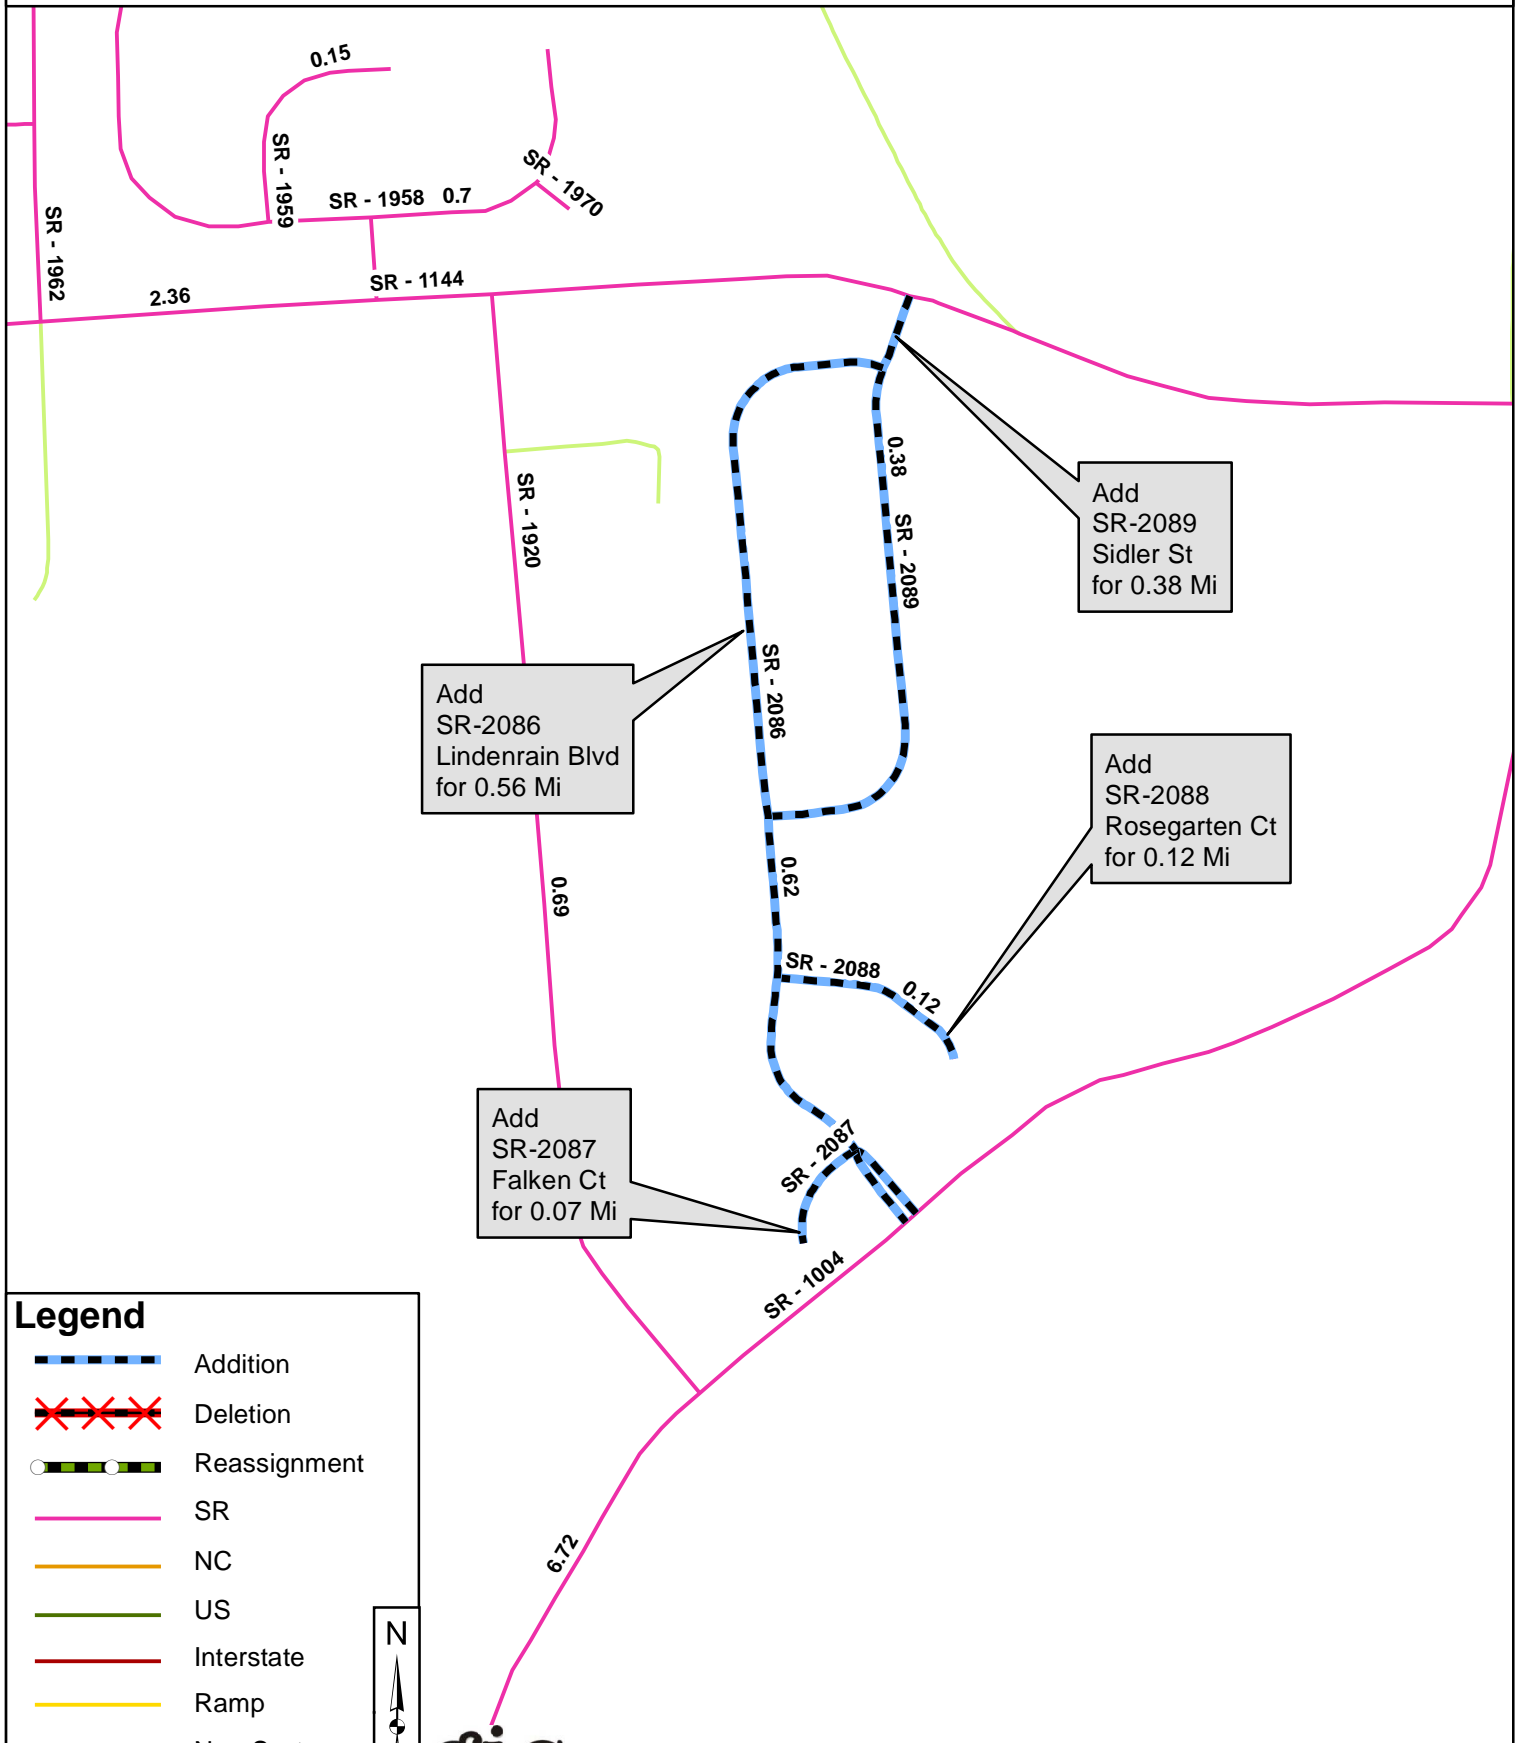 0.15
SR - 1959
SR - 1958
0.7
SR - 1970
SR - 1962
2.36
SR - 1144
0.38
SR - 2089
Add
SR-2089
Sidler St
for 0.38 Mi
SR - 1920
SR - 2086
Add
SR-2086
Lindenrain Blvd
for 0.56 Mi
Add
SR-2088
Rosegarten Ct
for 0.12 Mi
0.62
0.69
SR - 2088
0.12
Add
SR-2087
Falken Ct
for 0.07 Mi
SR - 2087
SR - 1004
Legend
Addition
Deletion
Reassignment
SR
NC
US
Interstate
Ramp
N
6.72